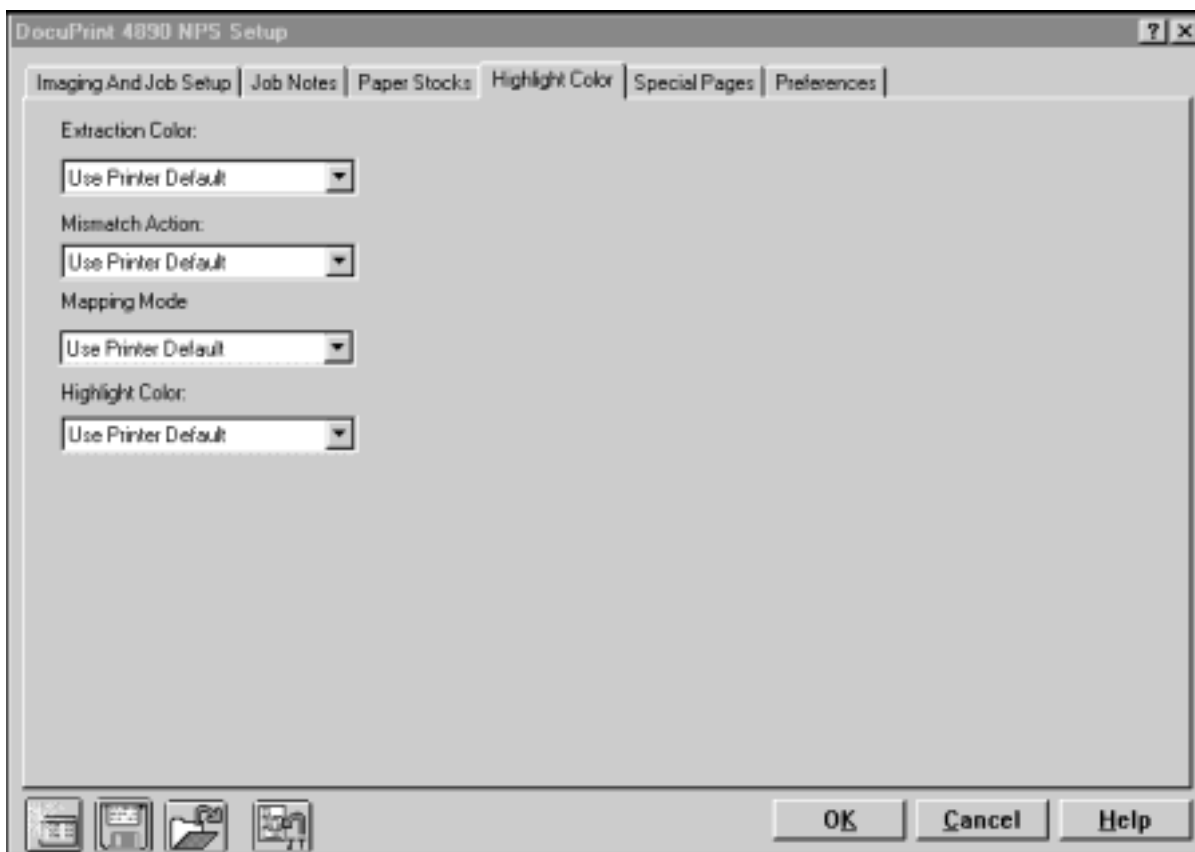 DocuPrint 4890 NPS Setup
Imaging And Job Setup Job Notes Paper Stocks Highlight Color Special Pages Preferences
Extraction Color:
Use Printer Default
Mismatch Action:
Use Printer Default
Mapping Mode
Use Printer Default
Highlight Color:
Use Printer Default
OK Cancel Help